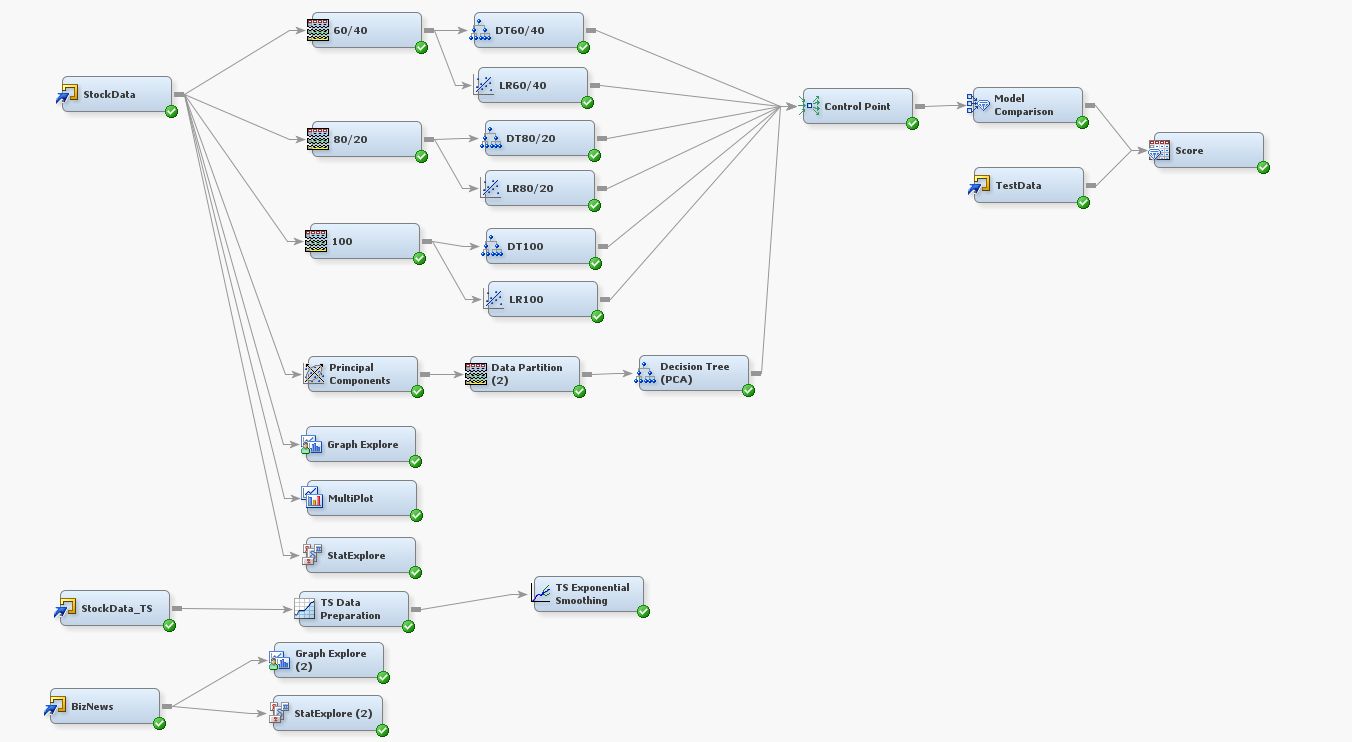 StockData
60/40
DT60/40
LR60/40
80/20
DT80/20
LR80/20
100
DT100
LR100
Principal
Components
Data Partition
(2)
Decision Tree
(PCA)
Control Point
Model
Comparison
TestData
Score
Graph Explore
MultiPlot
StatExplore
StockData_TS
TS Data
Preparation
TS Exponential
Smoothing
BizNews
Graph Explore
(2)
StatExplore (2)